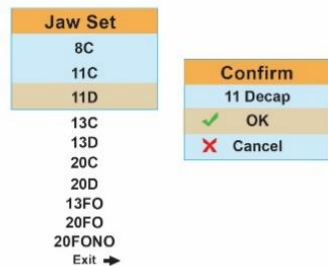 Jaw Set
8C
11C
11D
13C
13D
20C
20D
13FO
20FO
20FONO
Exit
Confirm
11 Decap
OK
Cancel